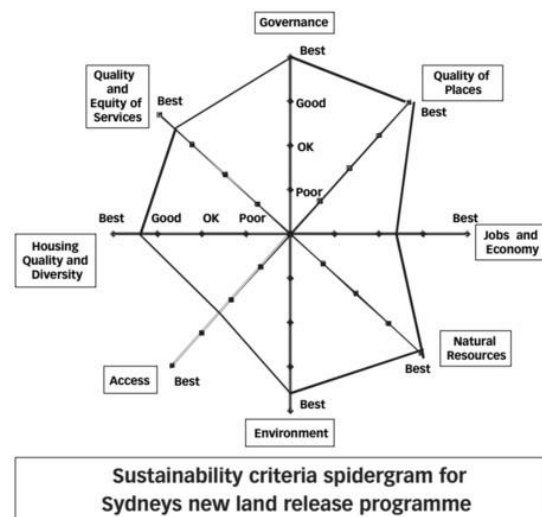 Governance
Best
Quality
and
Equity of
Services
Best
Quality of
Places
Best
Good
OK
Poor
Best Good OK Poor
Best
Housing
Quality and
Diversity
Jobs and
Economy
Natural
Resources
Best
Access
Best
Best
Environment
Sustainability criteria spidergram for
Sydneys new land release programme